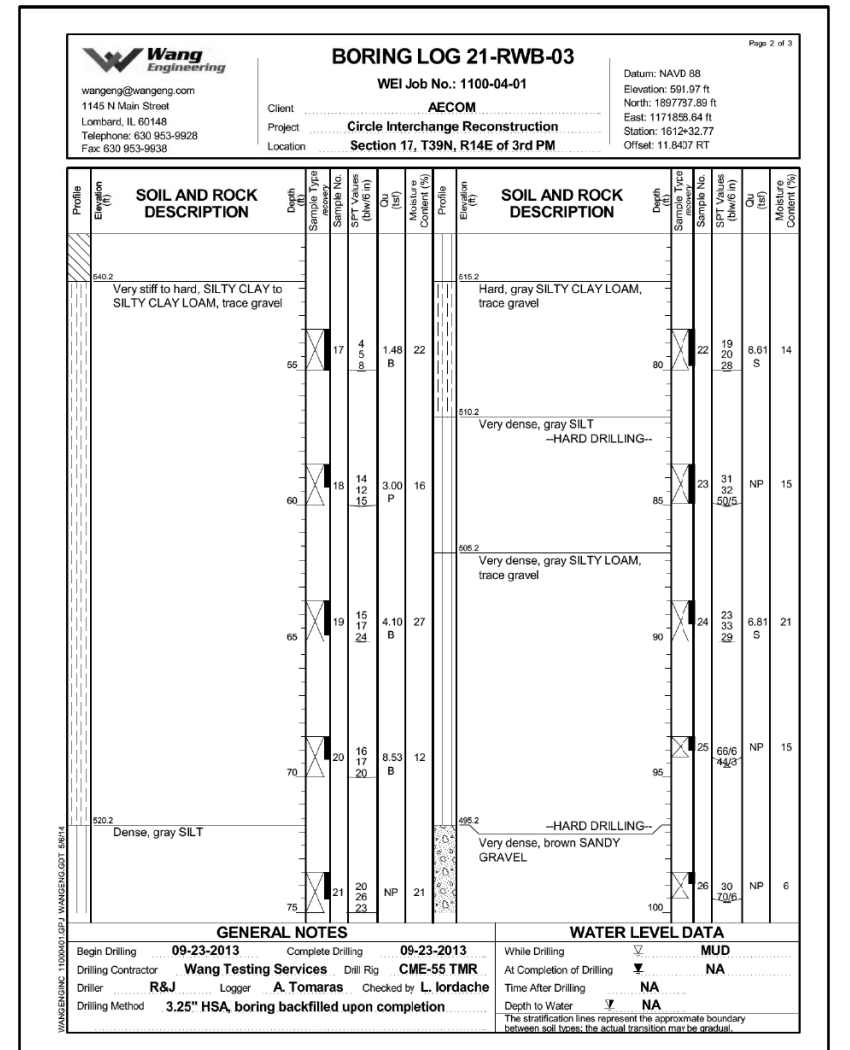 Page 2 of 3
Wang
Engineering
wangeng@wangeng.com
1145 N Main Street
Lombard, IL 60148
Telephone: 630 953-9928
Fax: 630 953-9938
BORING LOG 21-RWB-03
WEI Job No.: 1100-04-01
Client AECOM
Project Circle Interchange Reconstruction
Location Section 17, T39N, R14E of 3rd PM
Datum: NAVD 88
Elevation: 591.97 ft
North: 1897787.89 ft
East: 1171858.64 ft
Station: 1612+32.77
Offset: 11.8407 RT
Profile
Elevation (ft)
SOIL AND ROCK DESCRIPTION
Depth (ft)
Sample Type recovery
Sample No.
SPT Values (blw/6 in)
Qu (tsf)
Moisture Content (%)
540.2
Very stiff to hard, SILTY CLAY to
SILTY CLAY LOAM, trace gravel
55 17 4 5 8 1.48 B 22
60 18 14 12 15 3.00 P 16
65 19 15 17 24 4.10 B 27
70 20 16 17 20 8.53 B 12
520.2
Dense, gray SILT
75 21 20 26 23 NP 21
Profile
Elevation (ft)
SOIL AND ROCK DESCRIPTION
Depth (ft)
Sample Type recovery
Sample No.
SPT Values (blw/6 in)
Qu (tsf)
Moisture Content (%)
515.2
Hard, gray SILTY CLAY LOAM,
trace gravel
80 22 19 20 28 8.61 S 14
510.2
Very dense, gray SILT
--HARD DRILLING--
85 23 31 32 50/5 NP 15
505.2
Very dense, gray SILTY LOAM,
trace gravel
90 24 23 33 29 6.81 S 21
95 25 66/6 44/3 NP 15
495.2
--HARD DRILLING--
Very dense, brown SANDY
GRAVEL
100 26 30 70/6 NP 6
GENERAL NOTES
Begin Drilling 09-23-2013 Complete Drilling 09-23-2013
Drilling Contractor Wang Testing Services Drill Rig CME-55 TMR
Driller R&J Logger A. Tomaras Checked by L. Iordache
Drilling Method 3.25" HSA, boring backfilled upon completion
WATER LEVEL DATA
While Drilling MUD
At Completion of Drilling NA
Time After Drilling NA
Depth to Water NA
The stratification lines represent the approxmate boundary
between soil types; the actual transition may be gradual.
WANGENGINC 11000401.GPJ WANGENG.GDT 5/6/14